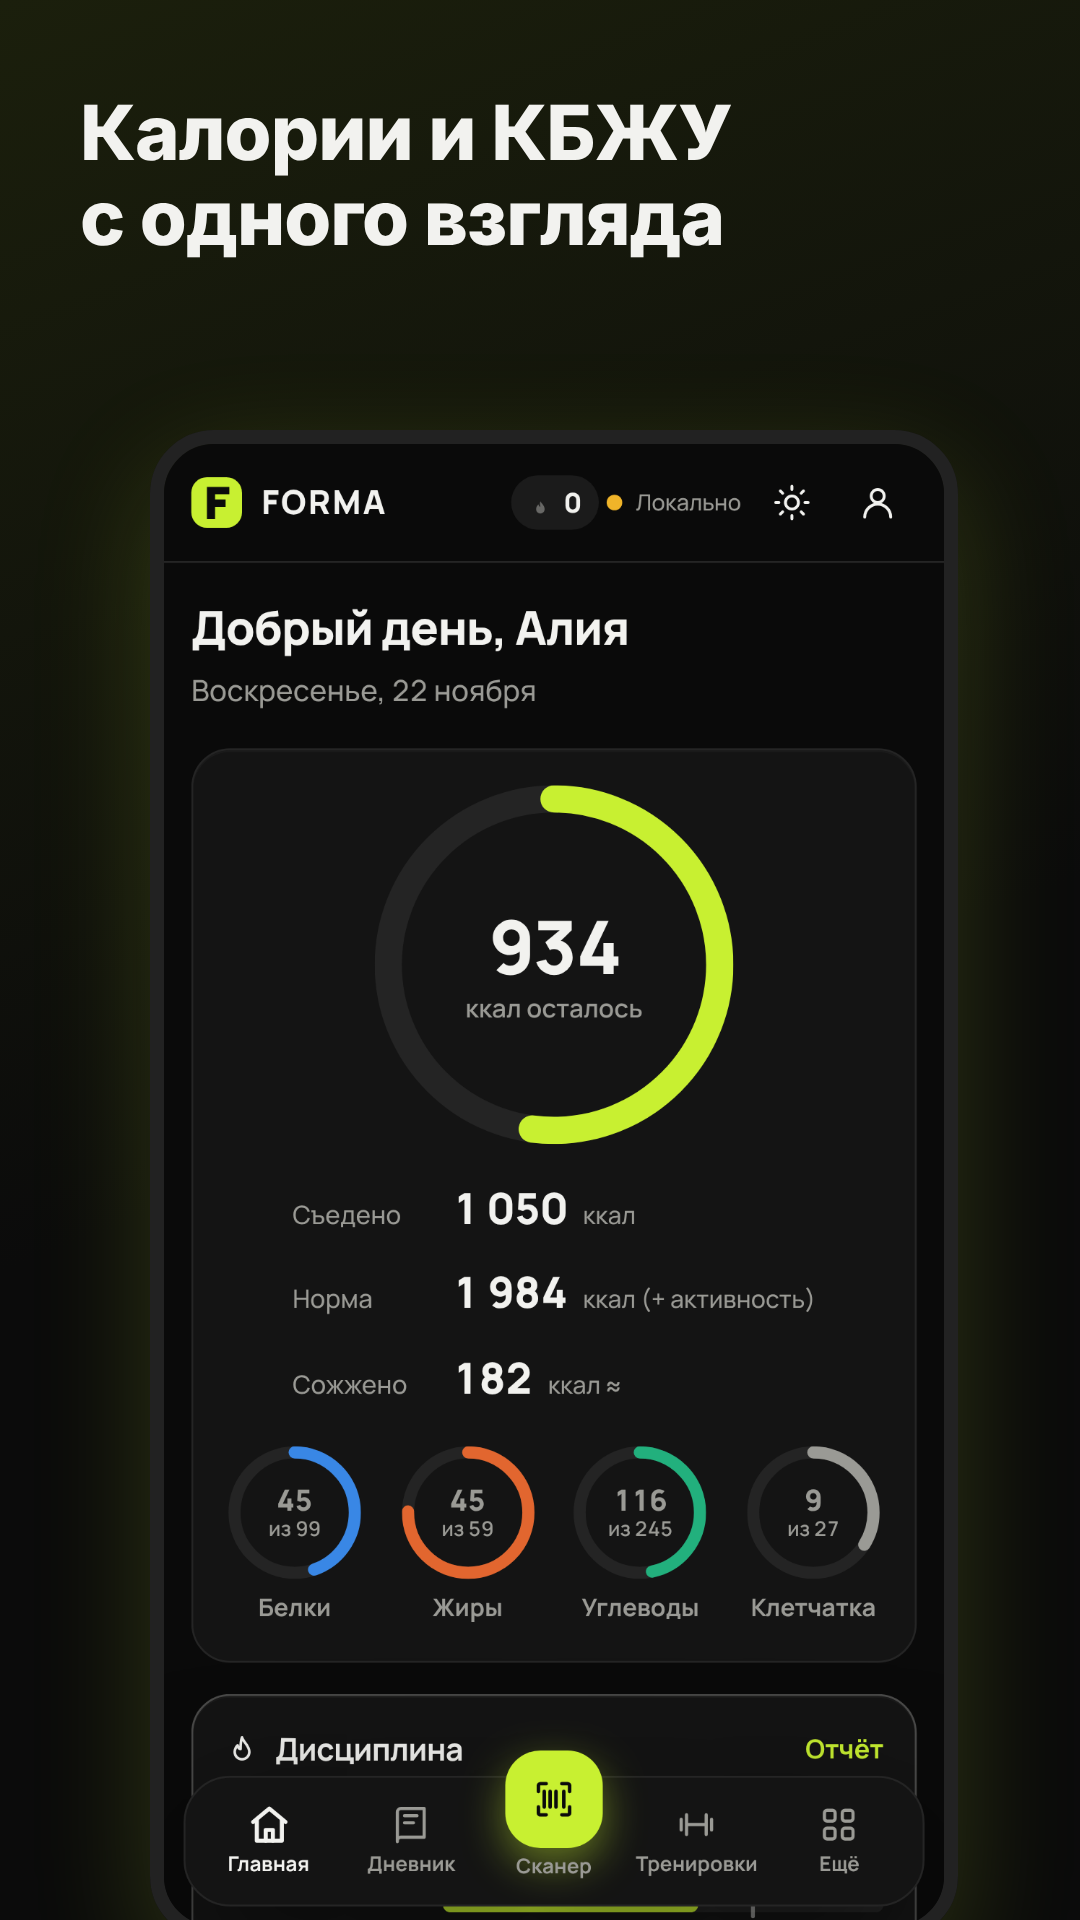 Калории и КБЖУ
с одного взгляда
F FORMA 0 Локально
Добрый день, Алия
Воскресенье, 22 ноября
934
ккал осталось
Съедено 1 050 ккал
Норма 1 984 ккал (+ активность)
Сожжено 182 ккал ≈
45 45 116 9
из 99 из 59 из 245 из 27
Белки Жиры Углеводы Клетчатка
Дисциплина Отчёт
Главная Дневник Сканер Тренировки Ещё